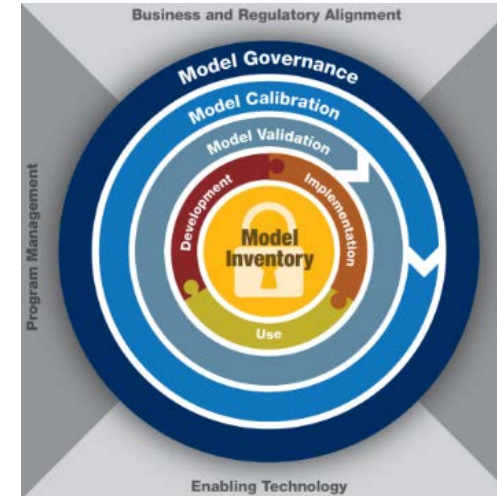 Business and Regulatory Alignment
Model Governance
Model Calibration
Model Validation
Development
Implementation
Model
Inventory
Use
Program Management
Enabling Technology